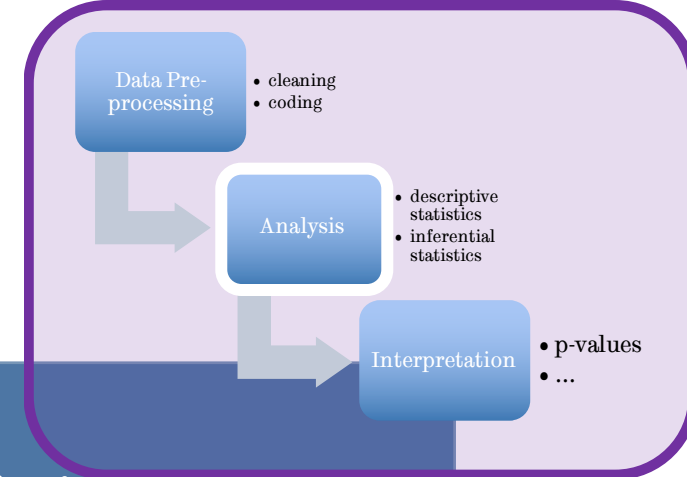 Data Pre-
processing
• cleaning
• coding
Analysis
• descriptive
statistics
• inferential
statistics
Interpretation
• p-values
• ...